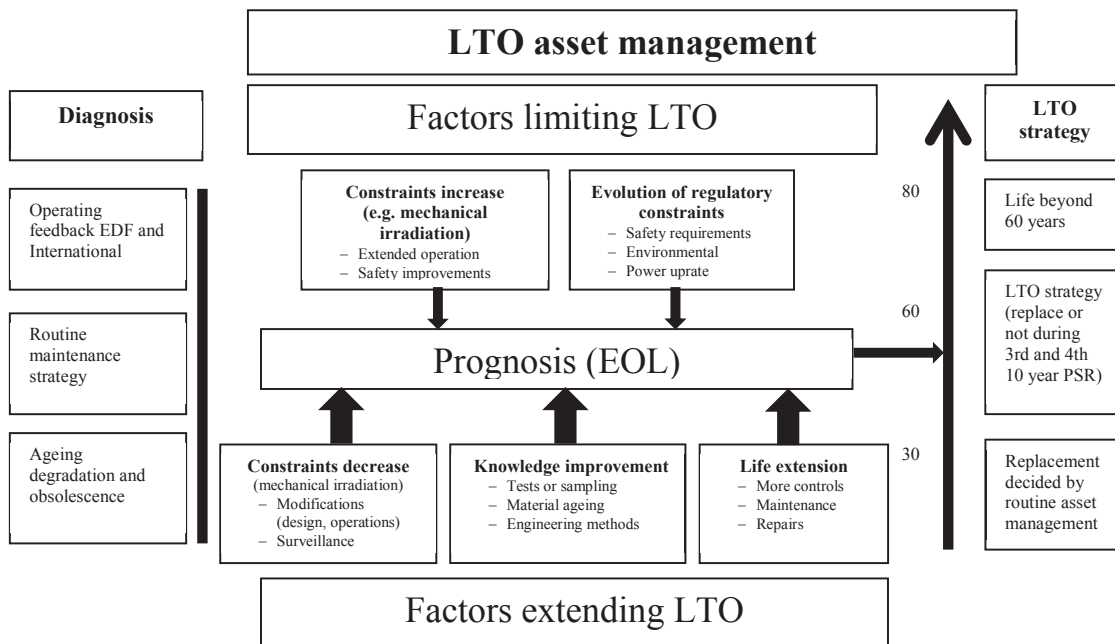 LTO asset management
Diagnosis
Factors limiting LTO
LTO
strategy
Operating
feedback EDF and
International
Routine
maintenance
strategy
Ageing
degradation and
obsolescence
Constraints increase
(e.g. mechanical
irradiation)
– Extended operation
– Safety improvements
Evolution of regulatory
constraints
– Safety requirements
– Environmental
– Power uprate
Prognosis (EOL)
Constraints decrease
(mechanical irradiation)
– Modifications
(design, operations)
– Surveillance
Knowledge improvement
– Tests or sampling
– Material ageing
– Engineering methods
Life extension
– More controls
– Maintenance
– Repairs
Factors extending LTO
80
60
30
Life beyond
60 years
LTO strategy
(replace or
not during
3rd and 4th
10 year PSR)
Replacement
decided by
routine asset
management